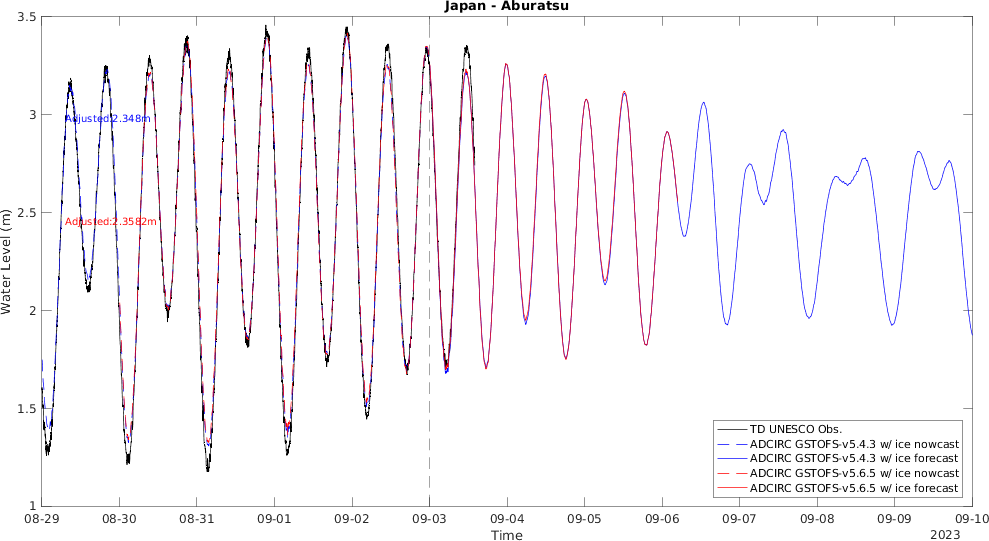 Japan - Aburatsu
3.5
3
2.5
2
1.5
1
Water Level (m)
Adjusted:2.348m
Adjusted:2.3582m
TD UNESCO Obs.
ADCIRC GSTOFS-v5.4.3 w/ ice nowcast
ADCIRC GSTOFS-v5.4.3 w/ ice forecast
ADCIRC GSTOFS-v5.6.5 w/ ice nowcast
ADCIRC GSTOFS-v5.6.5 w/ ice forecast
08-29 08-30 08-31 09-01 09-02 09-03 09-04 09-05 09-06 09-07 09-08 09-09 09-10
Time
2023